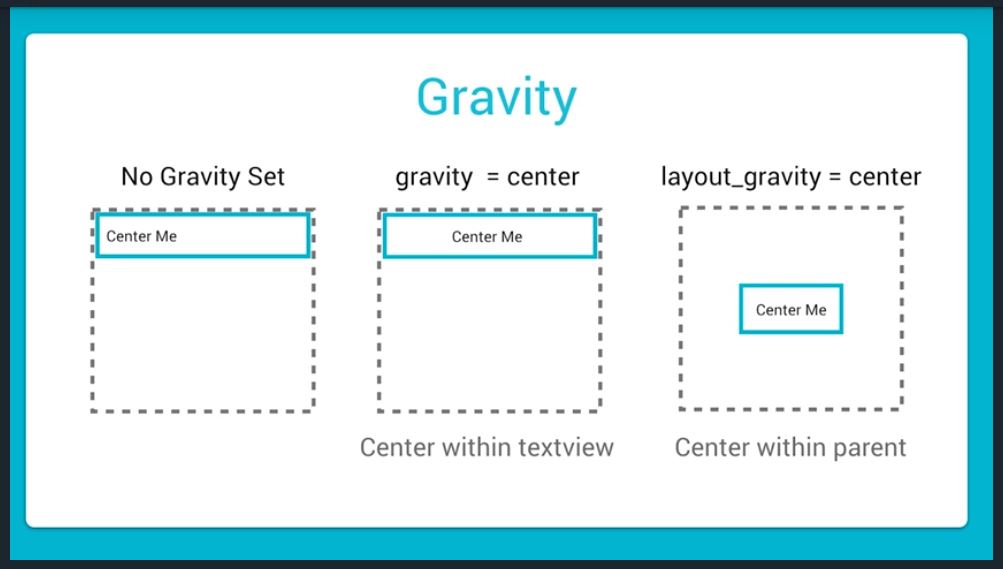 Gravity
No Gravity Set
gravity = center
layout_gravity = center
Center Me
Center Me
Center Me
Center within textview
Center within parent